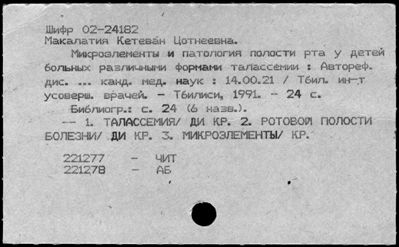 Шифр 02-24182
Макалатия Кетеван Цотнеевна.
Микроэлементы и патология полости рта у детей
больных различными формами талассемии : Автореф.
дис. ... канд. мед. наук : 14.00.21 / Тбил. ин-т
усоверш. врачей. - Тбилиси, 1991. - 24 с.
Библиогр.: с. 24 (6 назв.).
-- 1. ТАЛАССЕМИЯ/ ДИ КР. 2. РОТОВОЙ ПОЛОСТИ
БОЛЕЗНИ/ ДИ КР. 3. МИКРОЭЛЕМЕНТЫ/ КР.
221277 - ЧИТ
221278 - АБ